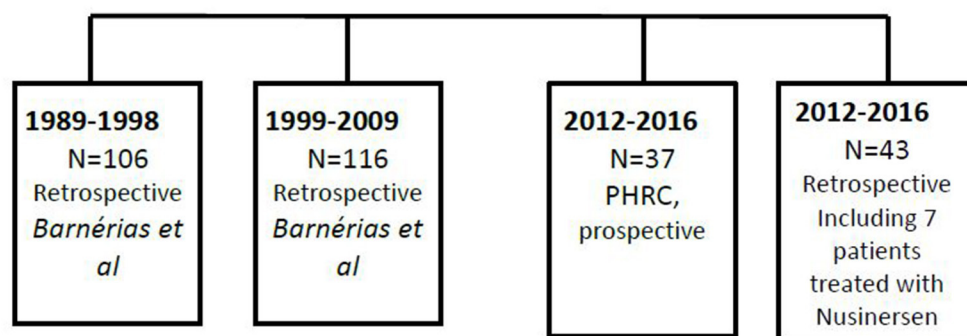 1989-1998
N=106
Retrospective
Barnérias et
al
1999-2009
N=116
Retrospective
Barnérias et
al
2012-2016
N=37
PHRC,
prospective
2012-2016
N=43
Retrospective
Including 7
patients
treated with
Nusinersen